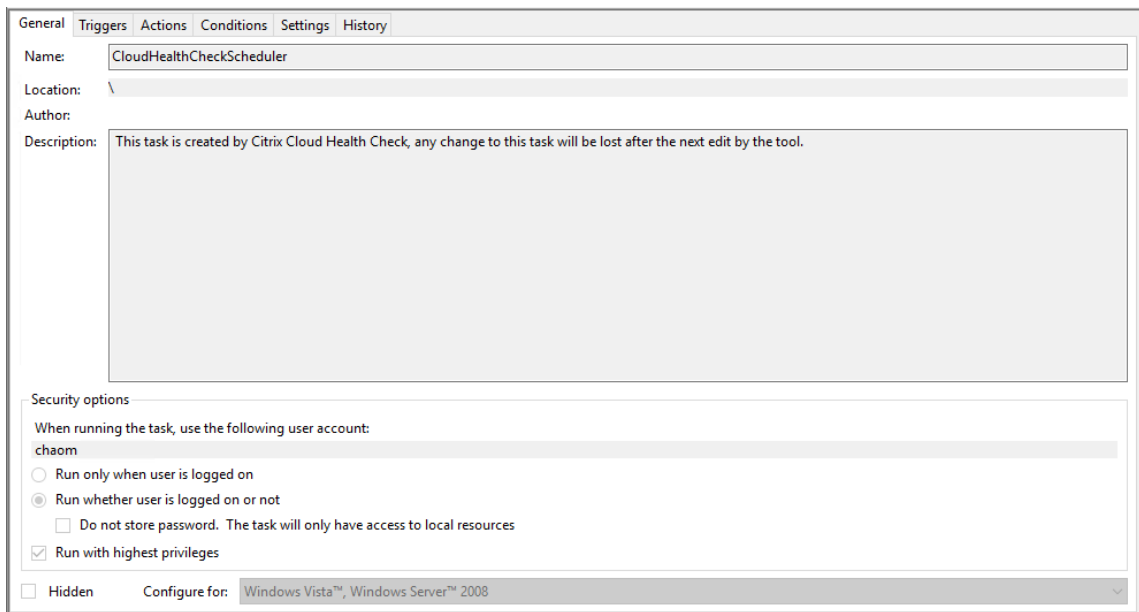 General Triggers Actions Conditions Settings History
Name: CloudHealthCheckScheduler
Location: \
Author:
Description: This task is created by Citrix Cloud Health Check, any change to this task will be lost after the next edit by the tool.
Security options
When running the task, use the following user account:
chaom
Run only when user is logged on
Run whether user is logged on or not
Do not store password. The task will only have access to local resources
Run with highest privileges
Hidden Configure for: Windows Vista™, Windows Server™ 2008